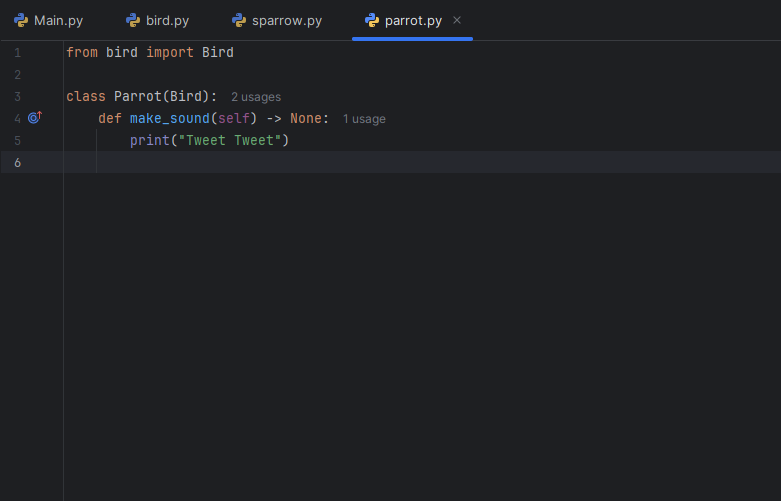 Main.py bird.py sparrow.py parrot.py
1 from bird import Bird
2
3 class Parrot(Bird): 2 usages
4 def make_sound(self) -> None: 1 usage
5 print("Tweet Tweet")
6